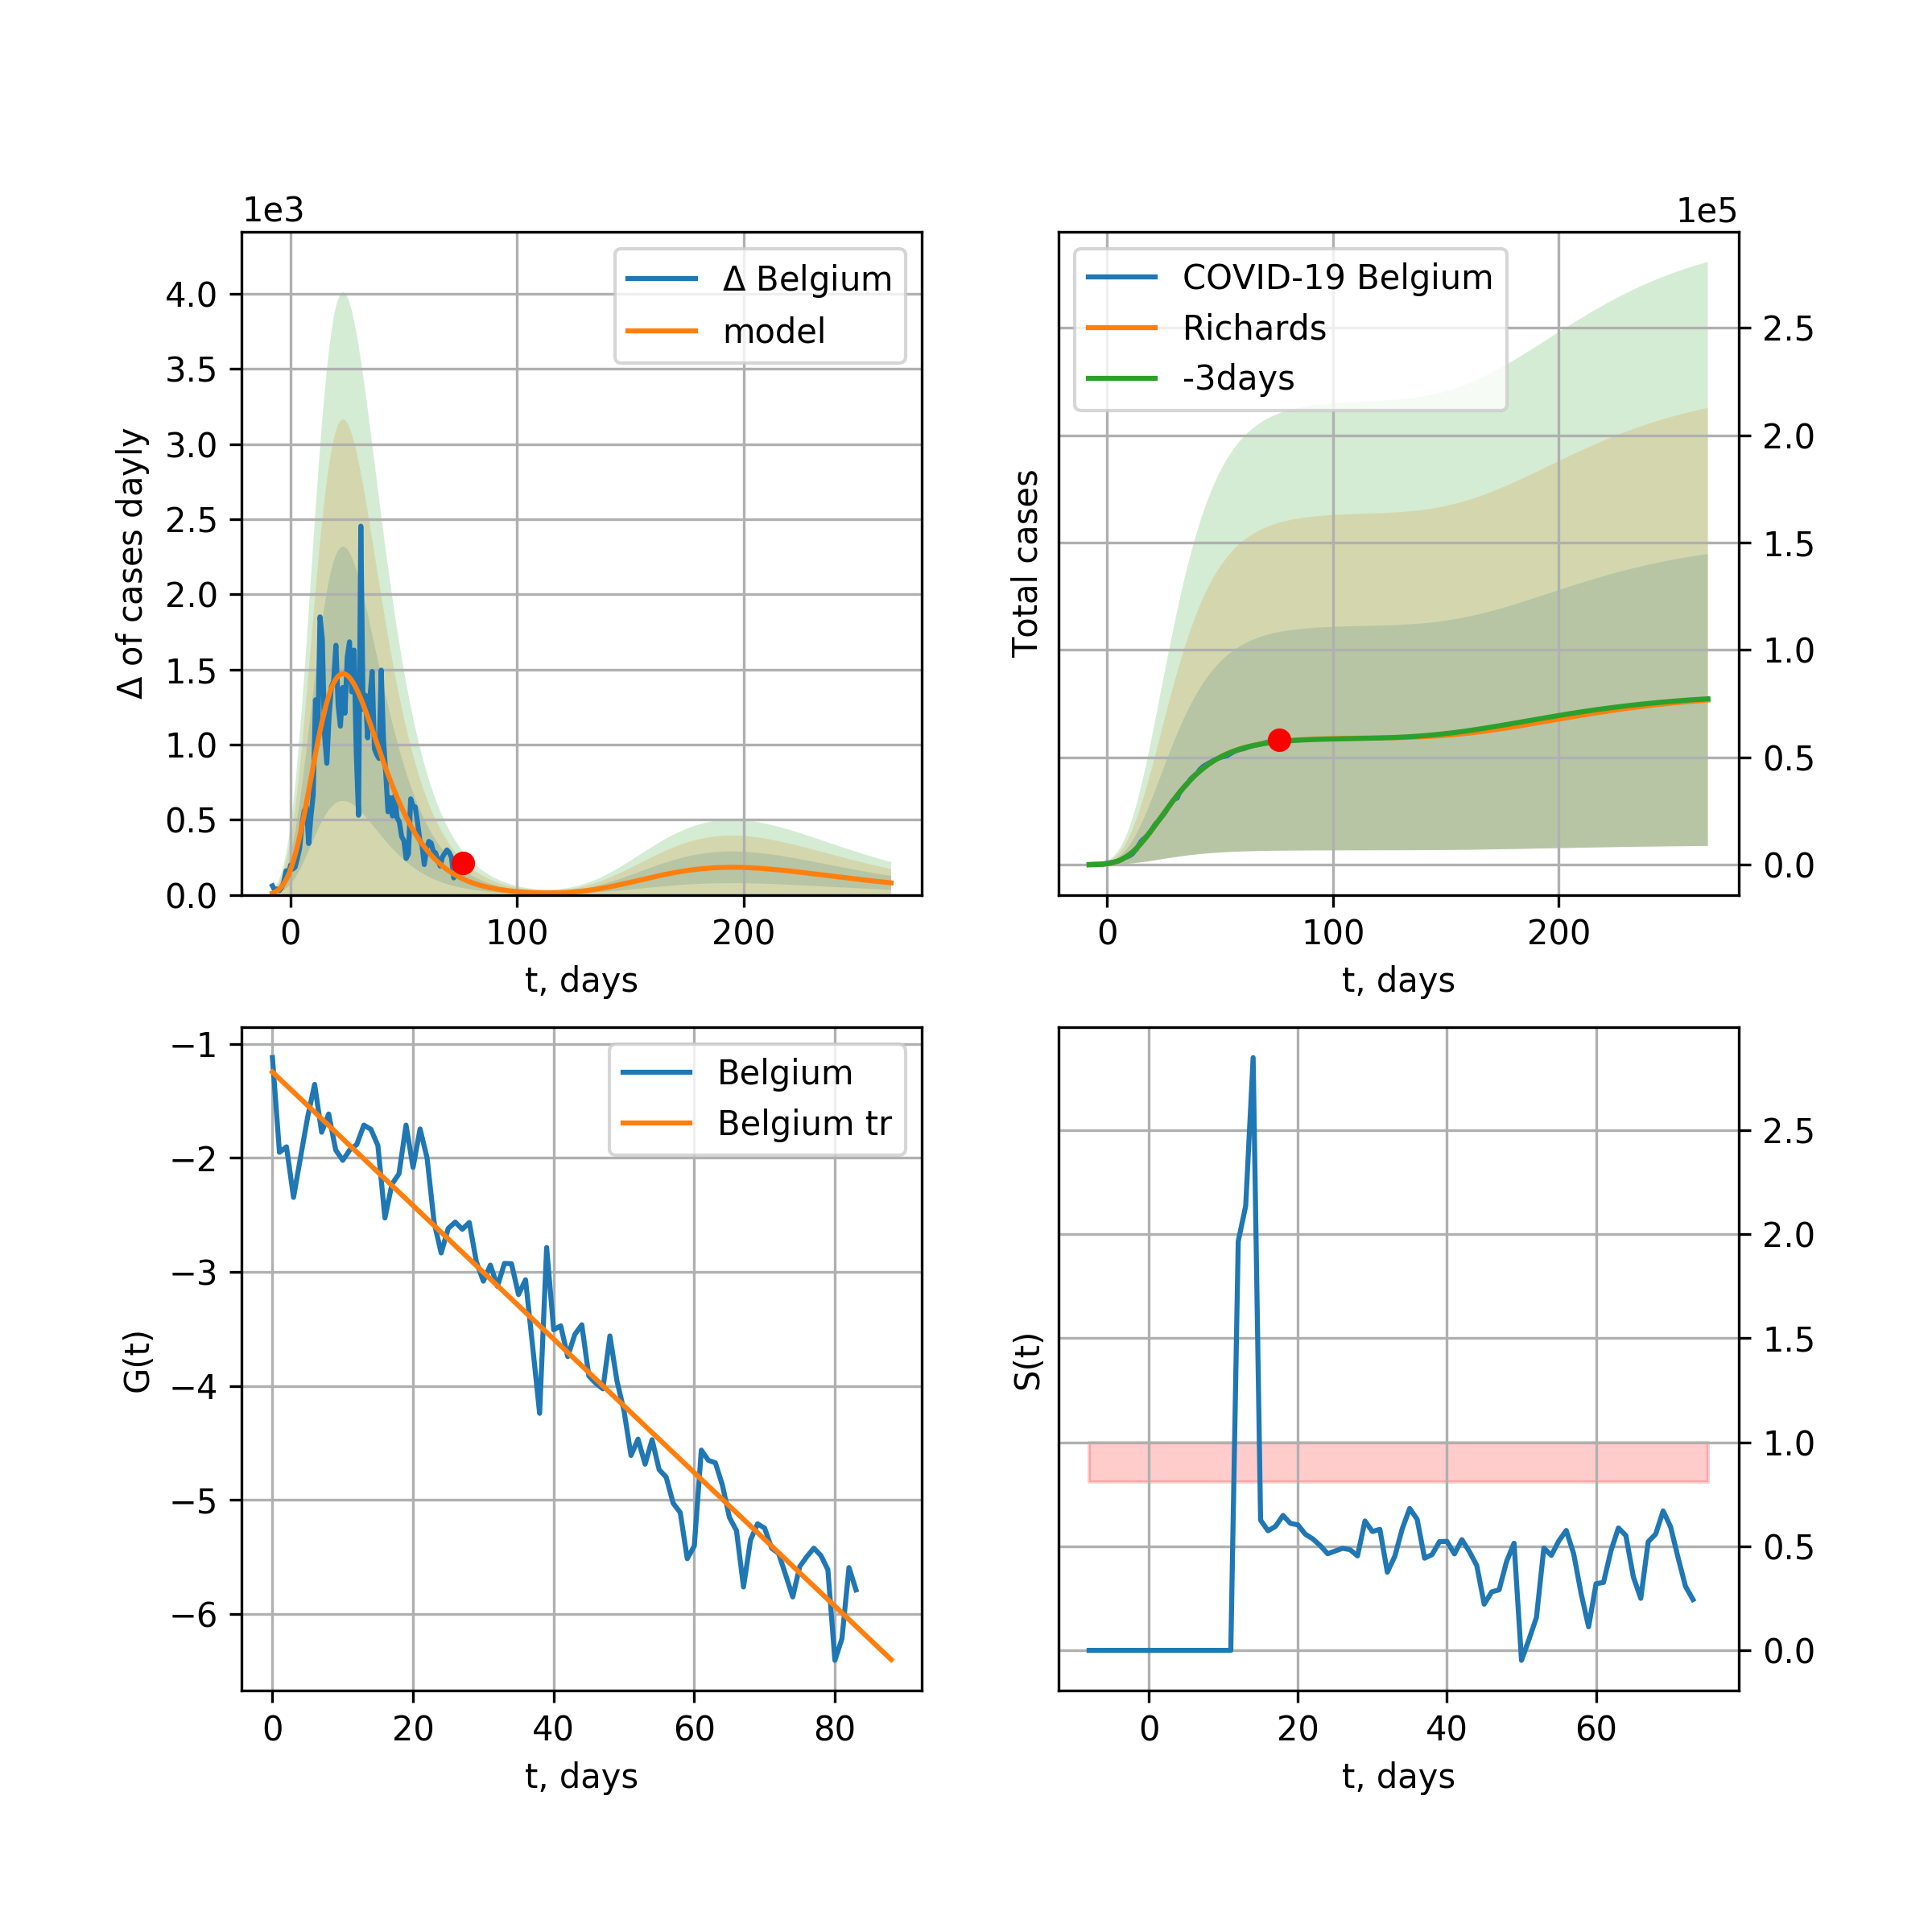 1e3
Δ Belgium
model
4.0
3.5
3.0
2.5
2.0
1.5
1.0
0.5
0.0
Δ of cases dayly
0 100 200
t, days
1e5
COVID-19 Belgium
Richards
-3days
Total cases
2.5
2.0
1.5
1.0
0.5
0.0
0 100 200
t, days
Belgium
Belgium tr
−1
−2
−3
−4
−5
−6
G(t)
0 20 40 60 80
t, days
S(t)
2.5
2.0
1.5
1.0
0.5
0.0
0 20 40 60
t, days